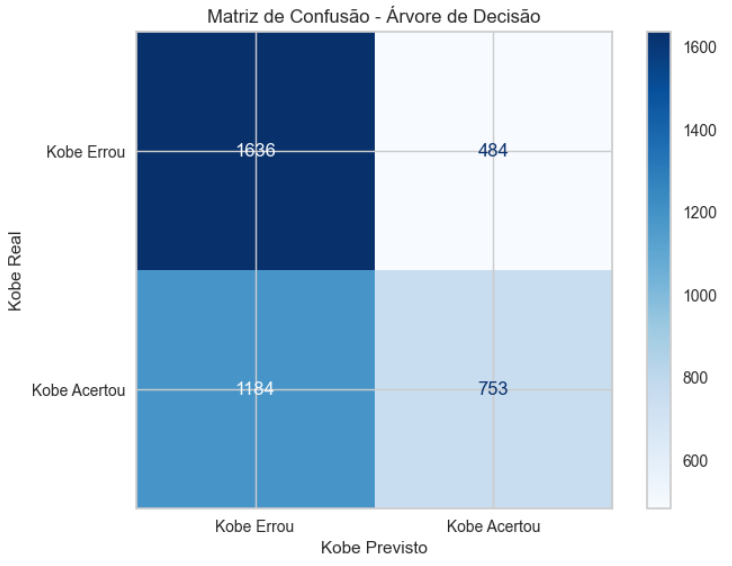 Matriz de Confusão - Árvore de Decisão
1600
1400
1200
1000
800
600
Kobe Real
Kobe Errou
1636
484
Kobe Acertou
1184
753
Kobe Errou
Kobe Acertou
Kobe Previsto